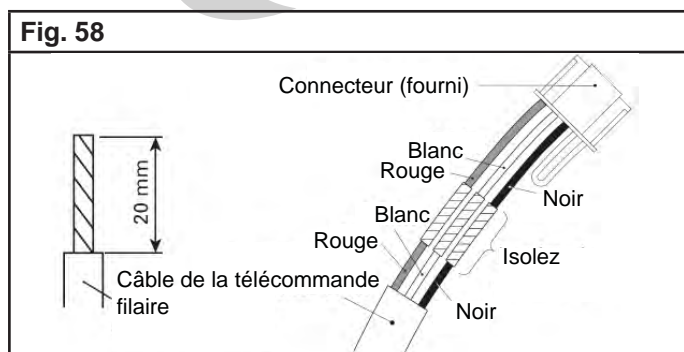 Fig. 58
Connecteur (fourni)
Blanc
Rouge
Noir
20 mm
Blanc
Rouge
Isolez
Câble de la télécommande
filaire
Noir